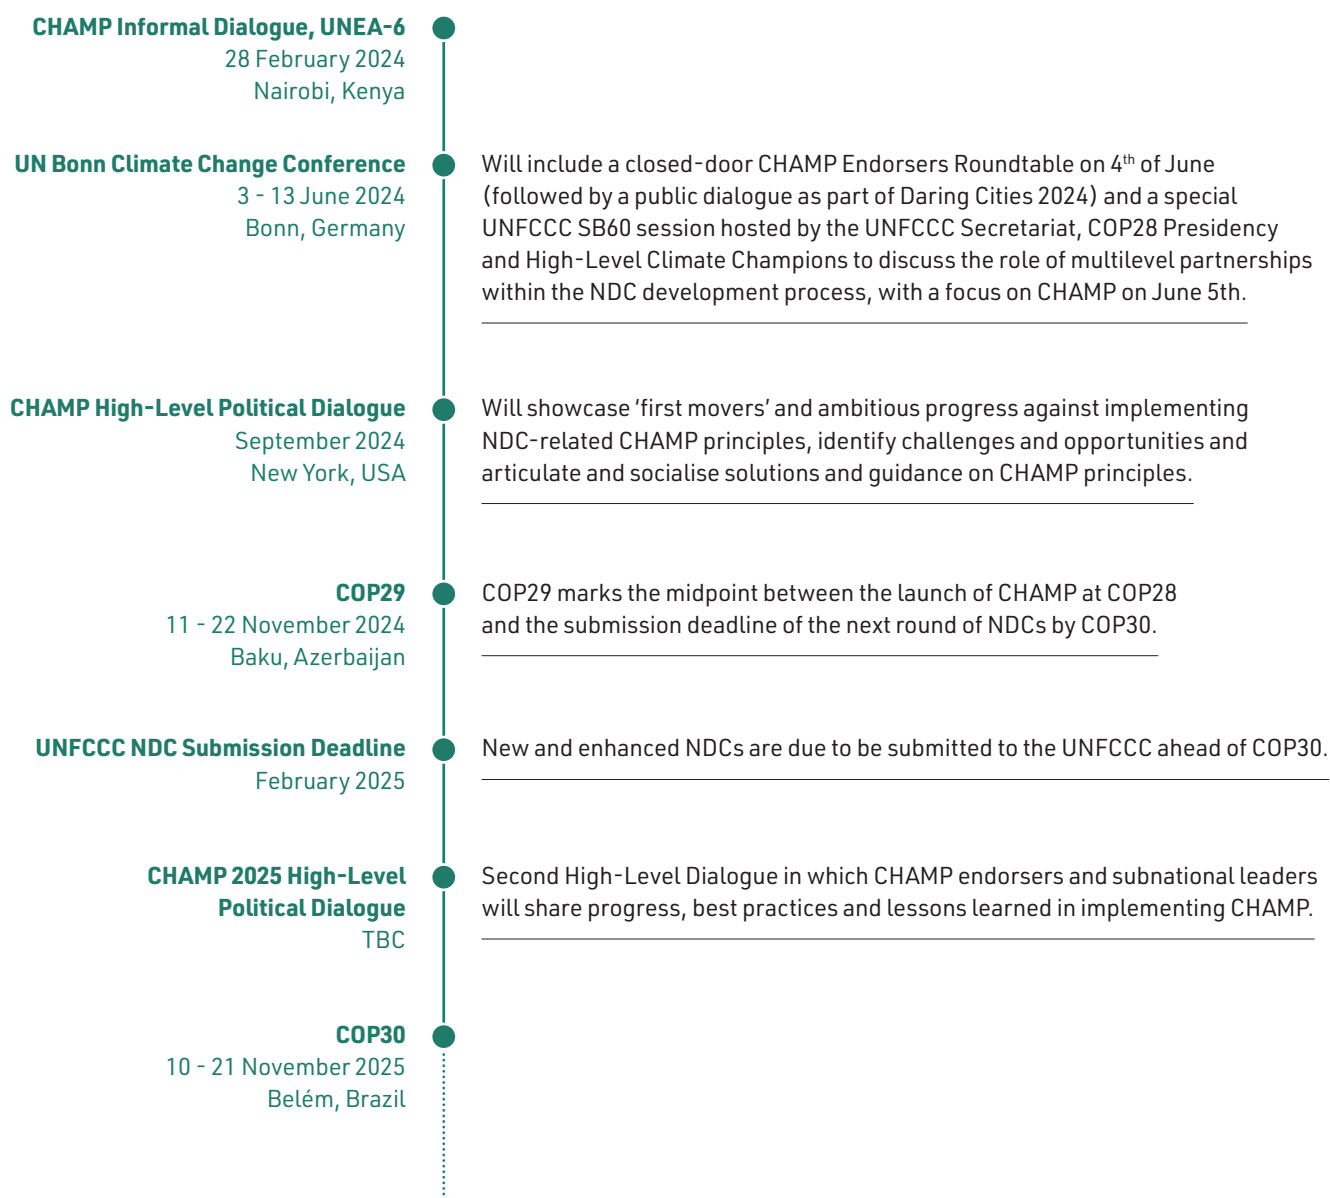 CHAMP Informal Dialogue, UNEA-6
28 February 2024
Nairobi, Kenya
UN Bonn Climate Change Conference
3 - 13 June 2024
Bonn, Germany
Will include a closed-door CHAMP Endorsers Roundtable on 4th of June
(followed by a public dialogue as part of Daring Cities 2024) and a special
UNFCCC SB60 session hosted by the UNFCCC Secretariat, COP28 Presidency
and High-Level Climate Champions to discuss the role of multilevel partnerships
within the NDC development process, with a focus on CHAMP on June 5th.
CHAMP High-Level Political Dialogue
September 2024
New York, USA
Will showcase ‘first movers’ and ambitious progress against implementing
NDC-related CHAMP principles, identify challenges and opportunities and
articulate and socialise solutions and guidance on CHAMP principles.
COP29
11 - 22 November 2024
Baku, Azerbaijan
COP29 marks the midpoint between the launch of CHAMP at COP28
and the submission deadline of the next round of NDCs by COP30.
UNFCCC NDC Submission Deadline
February 2025
New and enhanced NDCs are due to be submitted to the UNFCCC ahead of COP30.
CHAMP 2025 High-Level
Political Dialogue
TBC
Second High-Level Dialogue in which CHAMP endorsers and subnational leaders
will share progress, best practices and lessons learned in implementing CHAMP.
COP30
10 - 21 November 2025
Belém, Brazil